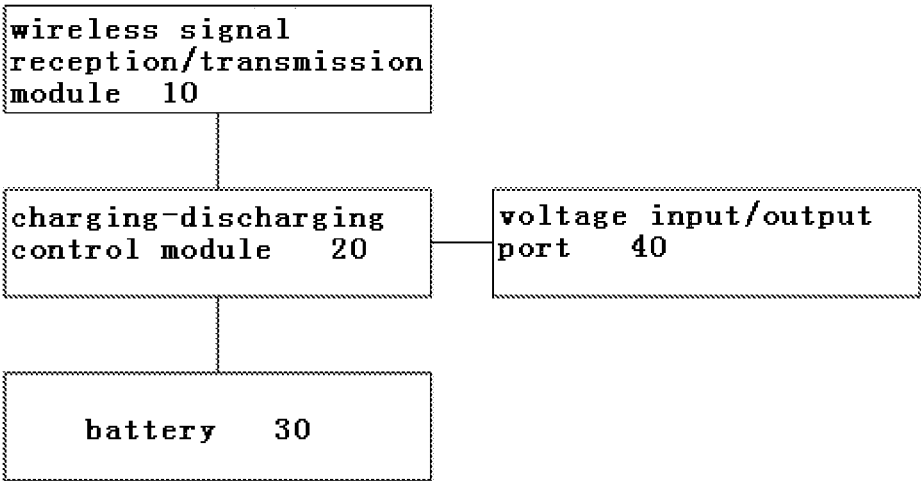 wireless signal
reception/transmission
module 10
charging-discharging
control module 20
voltage input/output
port 40
battery 30